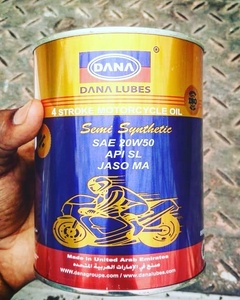 DANA
DANA LUBES
4 STROKE MOTORCYCLE OIL
Semi Synthetic
SAE 20W50
API SL
JASO MA
Made in United Arab Emirates
صنع في الإمارات العربية المتحدة
www.danagroups.com / www.danalubes.com